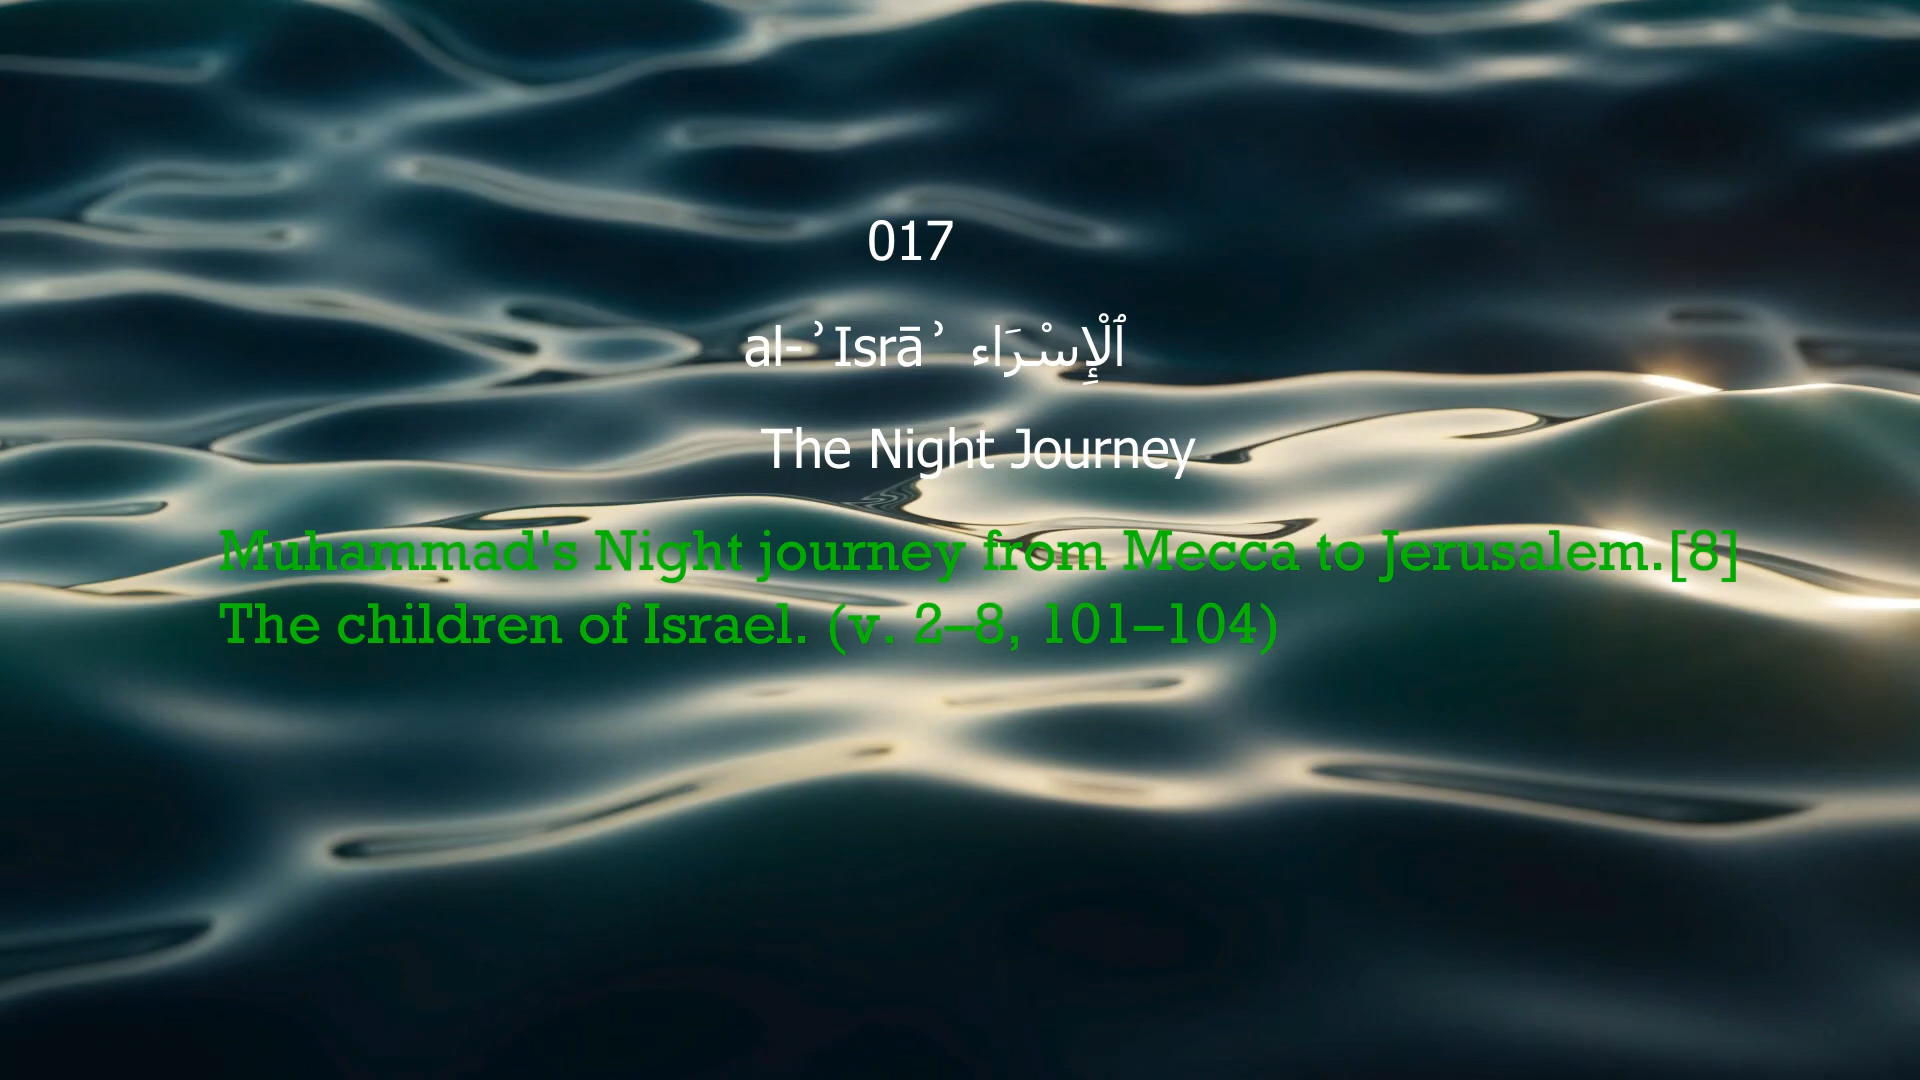 017
al-ʾIsrāʾ ٱلْإِسْـرَاء
The Night Journey
Muhammad's Night journey from Mecca to Jerusalem.[8]
The children of Israel. (v. 2–8, 101–104)